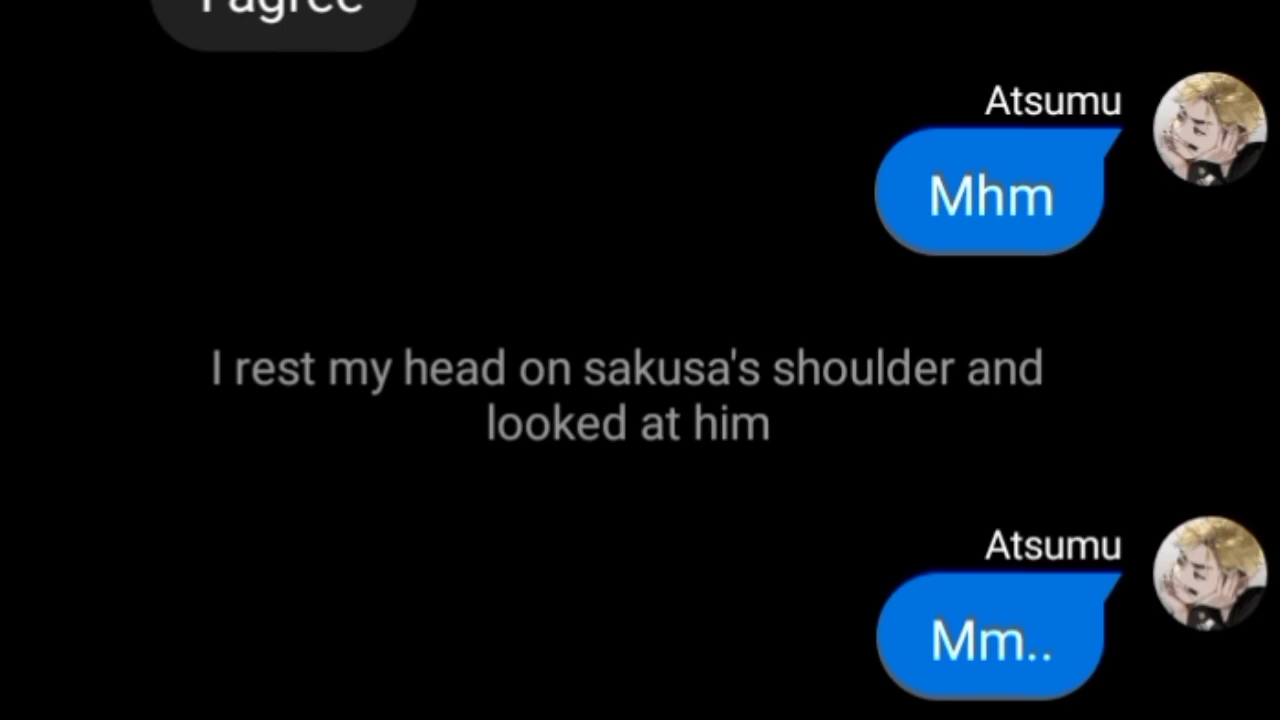 I agree
Atsumu
Mhm
I rest my head on sakusa's shoulder and
looked at him
Atsumu
Mm..